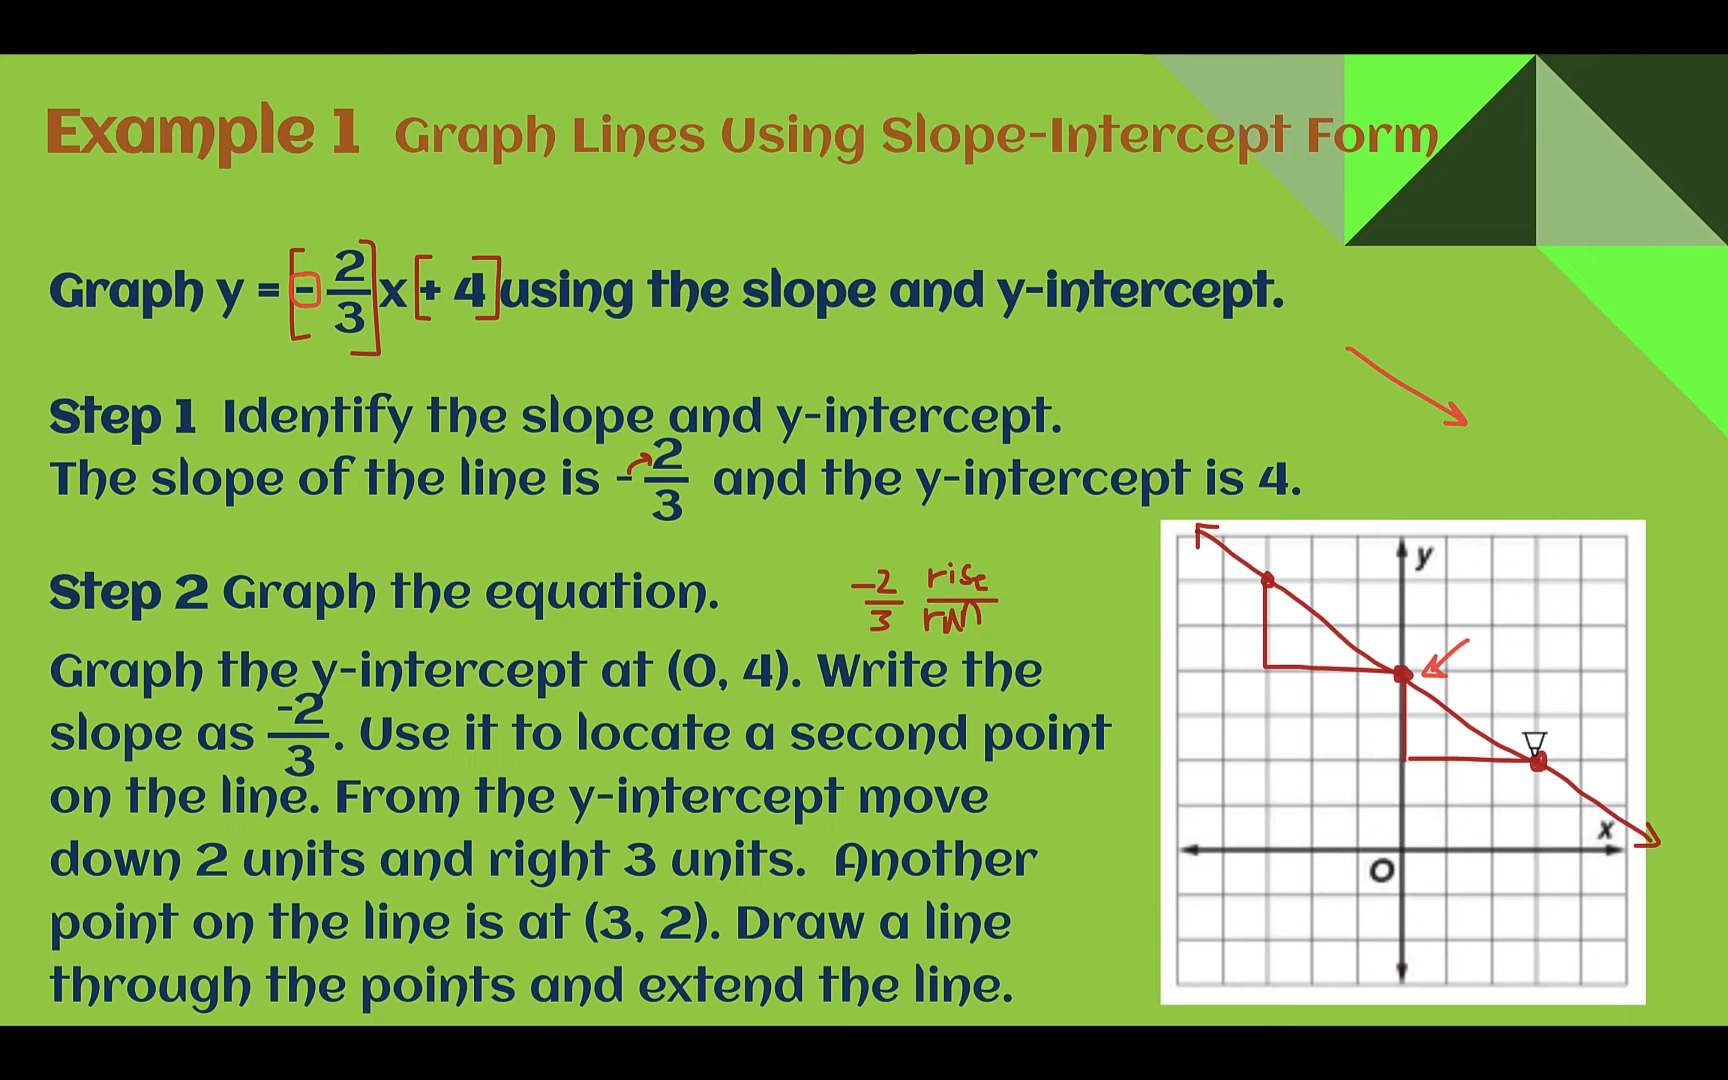 Example 1 Graph Lines Using Slope-Intercept Form
Graph y = [- 2/3]x [+ 4] using the slope and y-intercept.
Step 1 Identify the slope and y-intercept.
The slope of the line is - 2/3 and the y-intercept is 4.
Step 2 Graph the equation.
-2/3 rise/run
Graph the y-intercept at (0, 4). Write the
slope as -2/3. Use it to locate a second point
on the line. From the y-intercept move
down 2 units and right 3 units. Another
point on the line is at (3, 2). Draw a line
through the points and extend the line.
y
x
O